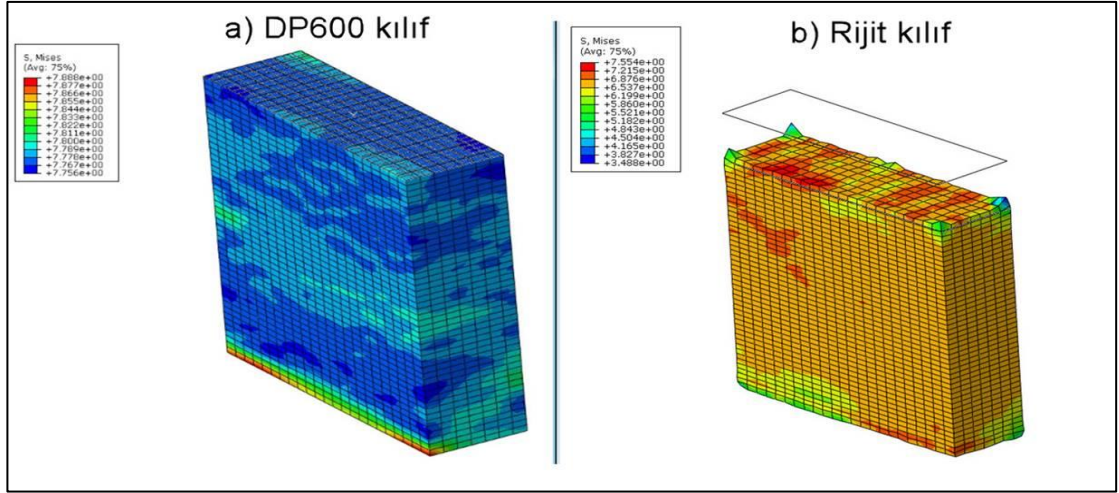 a) DP600 kılıf
S, Mises
(Avg: 75%)
+7.888e+00
+7.877e+00
+7.866e+00
+7.855e+00
+7.844e+00
+7.833e+00
+7.822e+00
+7.811e+00
+7.800e+00
+7.789e+00
+7.778e+00
+7.767e+00
+7.756e+00
b) Rijit kılıf
S, Mises
(Avg: 75%)
+7.554e+00
+7.215e+00
+6.876e+00
+6.537e+00
+6.199e+00
+5.860e+00
+5.521e+00
+5.182e+00
+4.843e+00
+4.504e+00
+4.165e+00
+3.827e+00
+3.488e+00